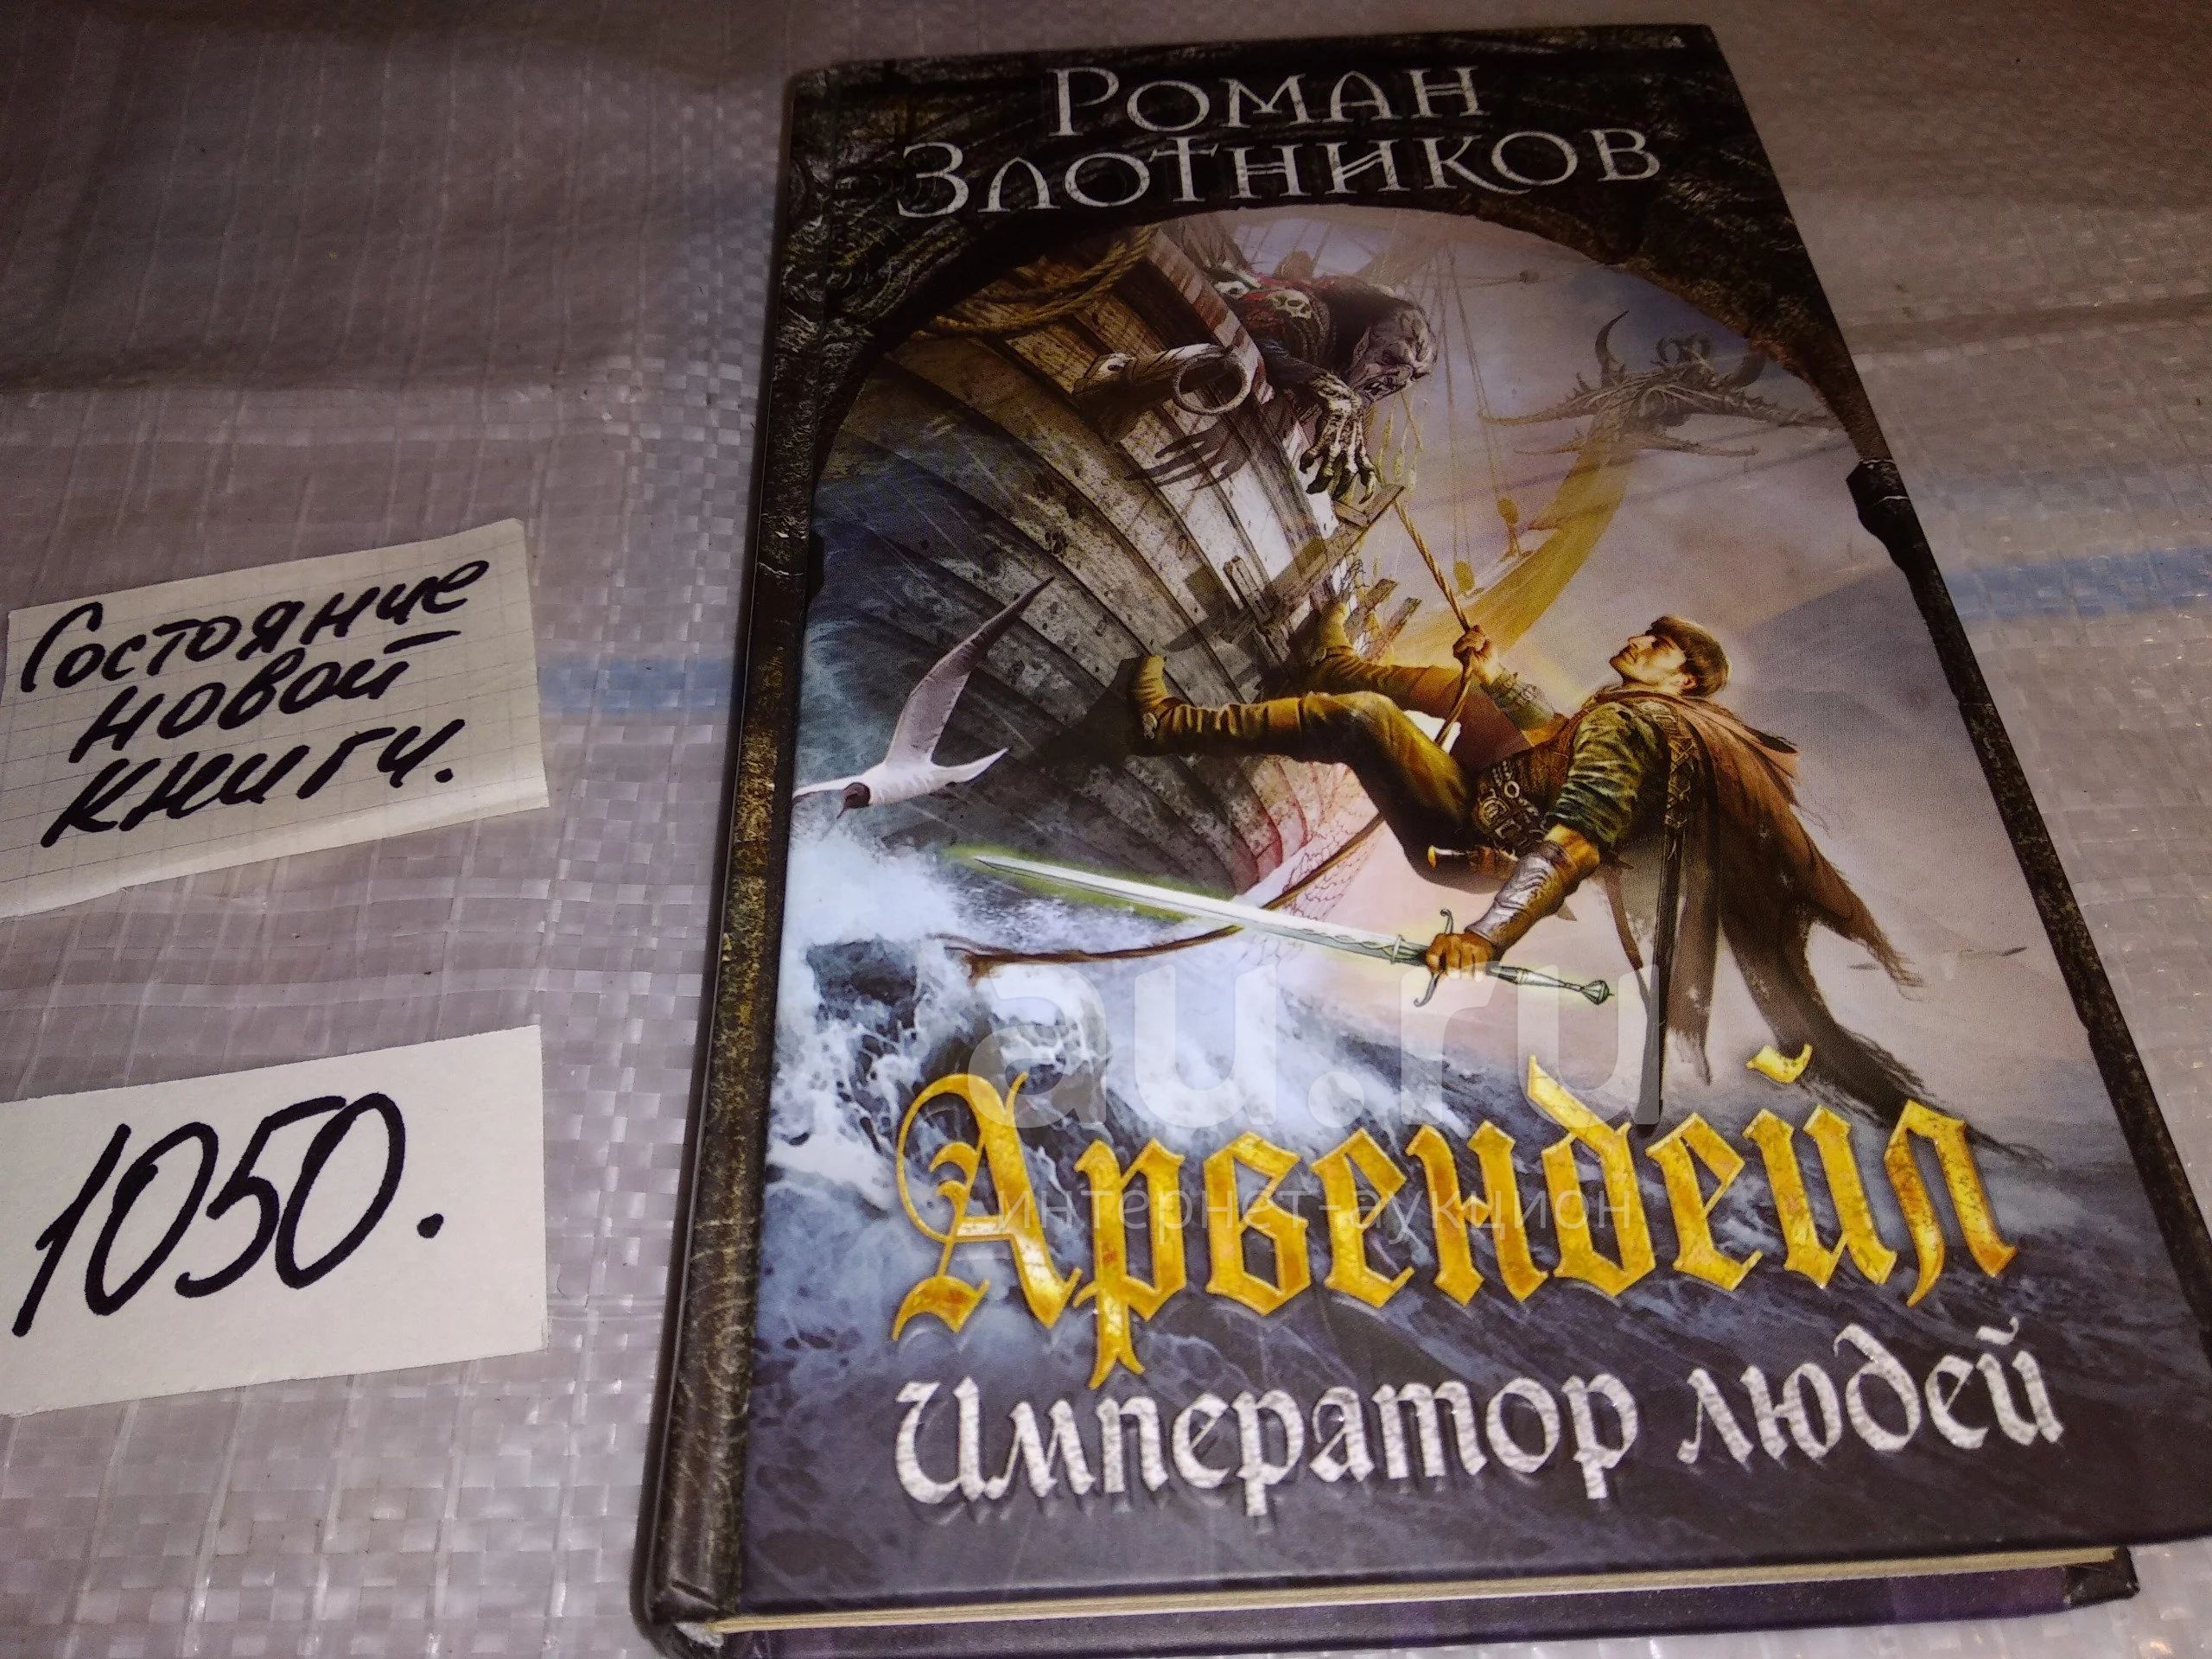 Роман
Злотников
Состояние
новой
книги.
1050.
au.ru
Арвендейл
интернет-аукцион
Император людей